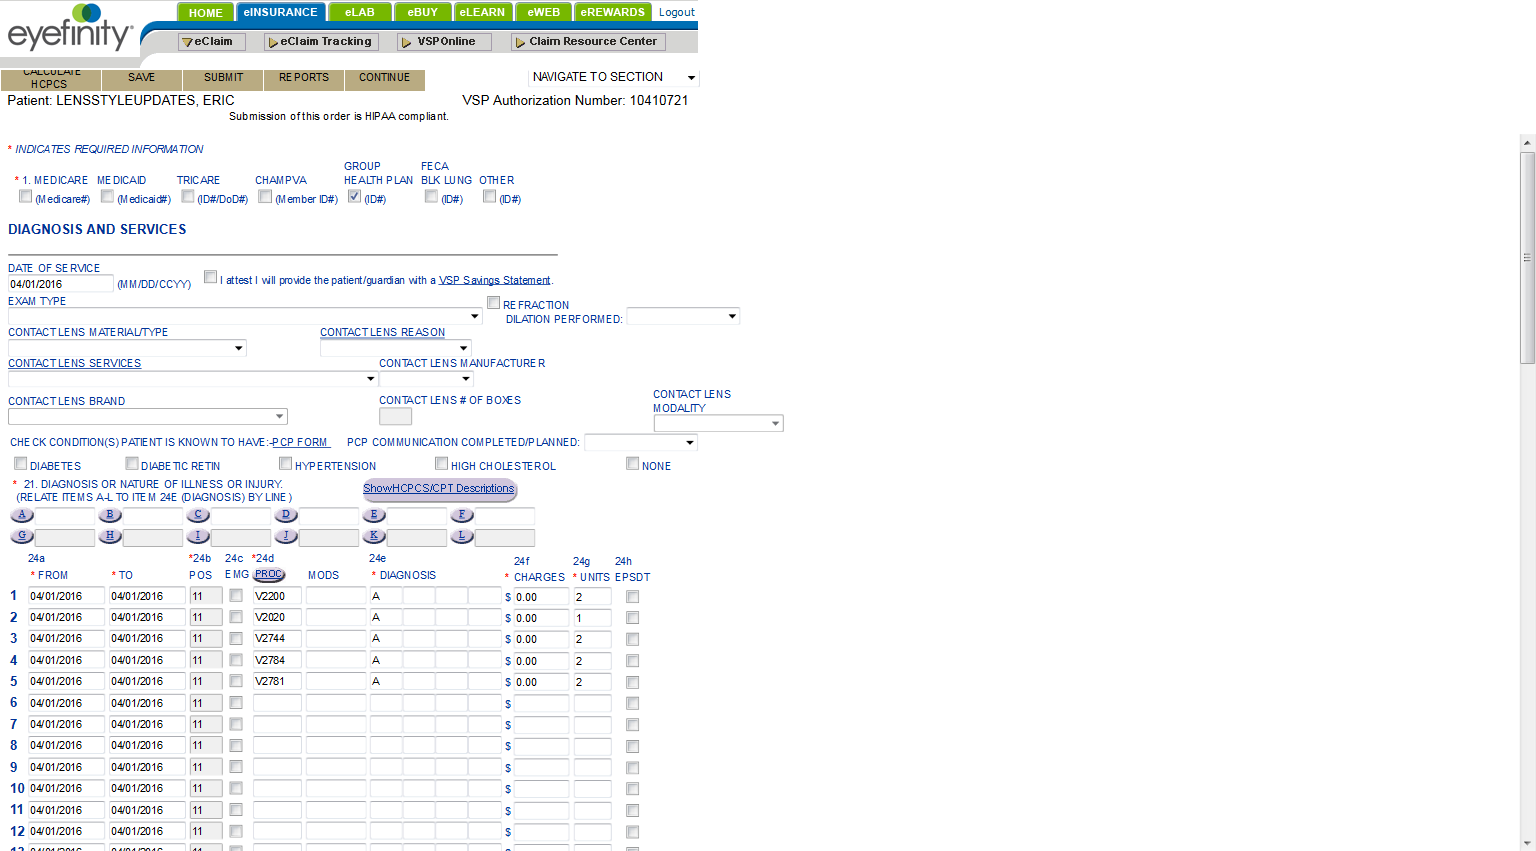 HOME eINSURANCE eLAB eBUY eLEARN eWEB eREWARDS Logout
eyefinity
eClaim eClaim Tracking VSPOnline Claim Resource Center
CALCULATE HCPCS SAVE SUBMIT REPORTS CONTINUE NAVIGATE TO SECTION
Patient: LENSSTYLEUPDATES, ERIC VSP Authorization Number: 10410721
Submission of this order is HIPAA compliant.
* INDICATES REQUIRED INFORMATION
GROUP FECA
* 1. MEDICARE MEDICAID TRICARE CHAMPVA HEALTH PLAN BLK LUNG OTHER
(Medicare#) (Medicaid#) (ID#/DoD#) (Member ID#) (ID#) (ID#) (ID#)
DIAGNOSIS AND SERVICES
DATE OF SERVICE
04/01/2016 (MM/DD/CCYY) I attest I will provide the patient/guardian with a VSP Savings Statement.
EXAM TYPE REFRACTION
DILATION PERFORMED:
CONTACT LENS MATERIAL/TYPE CONTACT LENS REASON
CONTACT LENS SERVICES CONTACT LENS MANUFACTURER
CONTACT LENS BRAND CONTACT LENS # OF BOXES CONTACT LENS MODALITY
CHECK CONDITION(S) PATIENT IS KNOWN TO HAVE:-PCP FORM PCP COMMUNICATION COMPLETED/PLANNED:
DIABETES DIABETIC RETIN HYPERTENSION HIGH CHOLESTEROL NONE
* 21. DIAGNOSIS OR NATURE OF ILLNESS OR INJURY.
(RELATE ITEMS A-L TO ITEM 24E (DIAGNOSIS) BY LINE) ShowHCPCS/CPT Descriptions
A B C D E F
G H I J K L
24a *24b 24c *24d 24e 24f 24g 24h
* FROM * TO POS EMG PROC MODS * DIAGNOSIS * CHARGES * UNITS EPSDT
1 04/01/2016 04/01/2016 11 V2200 A $ 0.00 2
2 04/01/2016 04/01/2016 11 V2020 A $ 0.00 1
3 04/01/2016 04/01/2016 11 V2744 A $ 0.00 2
4 04/01/2016 04/01/2016 11 V2784 A $ 0.00 2
5 04/01/2016 04/01/2016 11 V2781 A $ 0.00 2
6 04/01/2016 04/01/2016 11 $
7 04/01/2016 04/01/2016 11 $
8 04/01/2016 04/01/2016 11 $
9 04/01/2016 04/01/2016 11 $
10 04/01/2016 04/01/2016 11 $
11 04/01/2016 04/01/2016 11 $
12 04/01/2016 04/01/2016 11 $